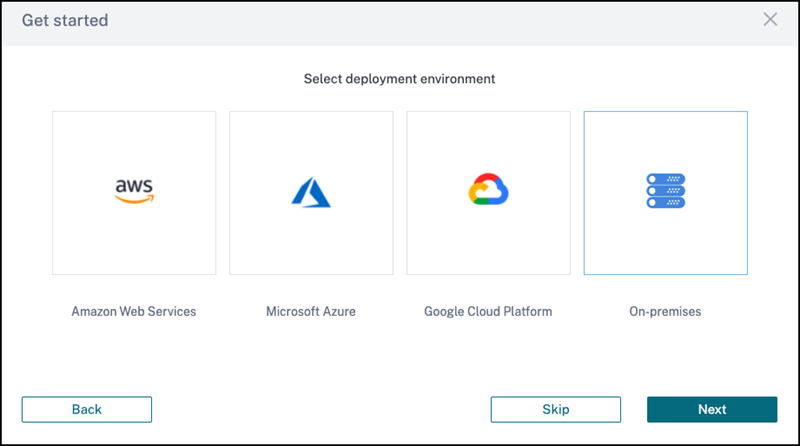 Get started
Select deployment environment
aws
Amazon Web Services
Microsoft Azure
Google Cloud Platform
On-premises
Back
Skip
Next